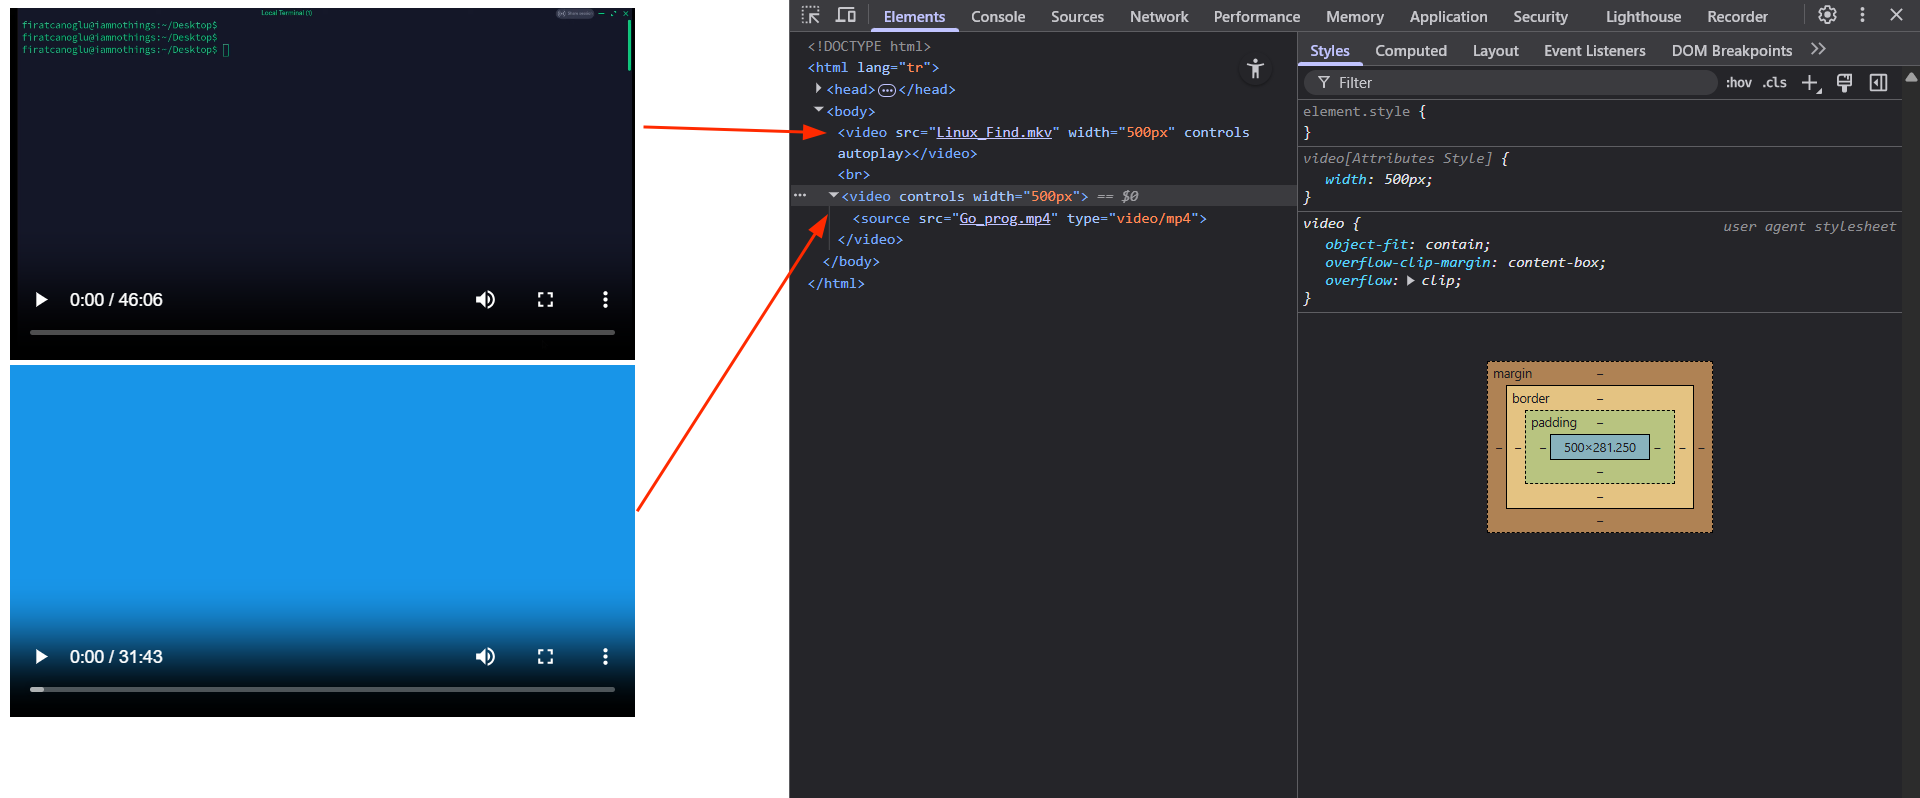 Local Terminal (1)
firatcanoglu@iamnothings:~/Desktop$
firatcanoglu@iamnothings:~/Desktop$
firatcanoglu@iamnothings:~/Desktop$
0:00 / 46:06
0:00 / 31:43
Elements Console Sources Network Performance Memory Application Security Lighthouse Recorder
<!DOCTYPE html>
<html lang="tr">
<head></head>
<body>
<video src="Linux_Find.mkv" width="500px" controls
autoplay></video>
<br>
<video controls width="500px"> == $0
<source src="Go_prog.mp4" type="video/mp4">
</video>
</body>
</html>
Styles Computed Layout Event Listeners DOM Breakpoints
Filter :hov .cls
element.style {
}
video[Attributes Style] {
width: 500px;
}
video { user agent stylesheet
object-fit: contain;
overflow-clip-margin: content-box;
overflow: clip;
}
margin –
border –
padding –
– – – 500×281.250 – – –
–
–
–